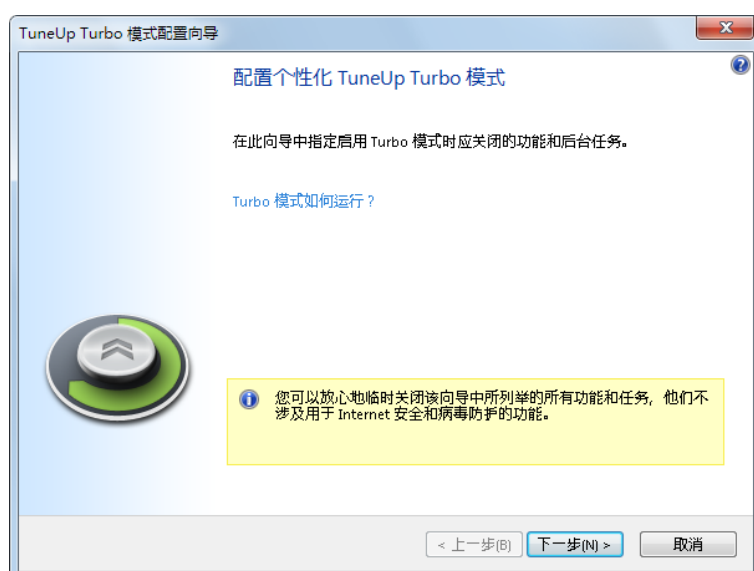 TuneUp Turbo 模式配置向导
配置个性化 TuneUp Turbo 模式
在此向导中指定启用 Turbo 模式时应关闭的功能和后台任务。
Turbo 模式如何运行？
您可以放心地临时关闭该向导中所列举的所有功能和任务，他们不
涉及用于 Internet 安全和病毒防护的功能。
< 上一步(B) 下一步(N) > 取消